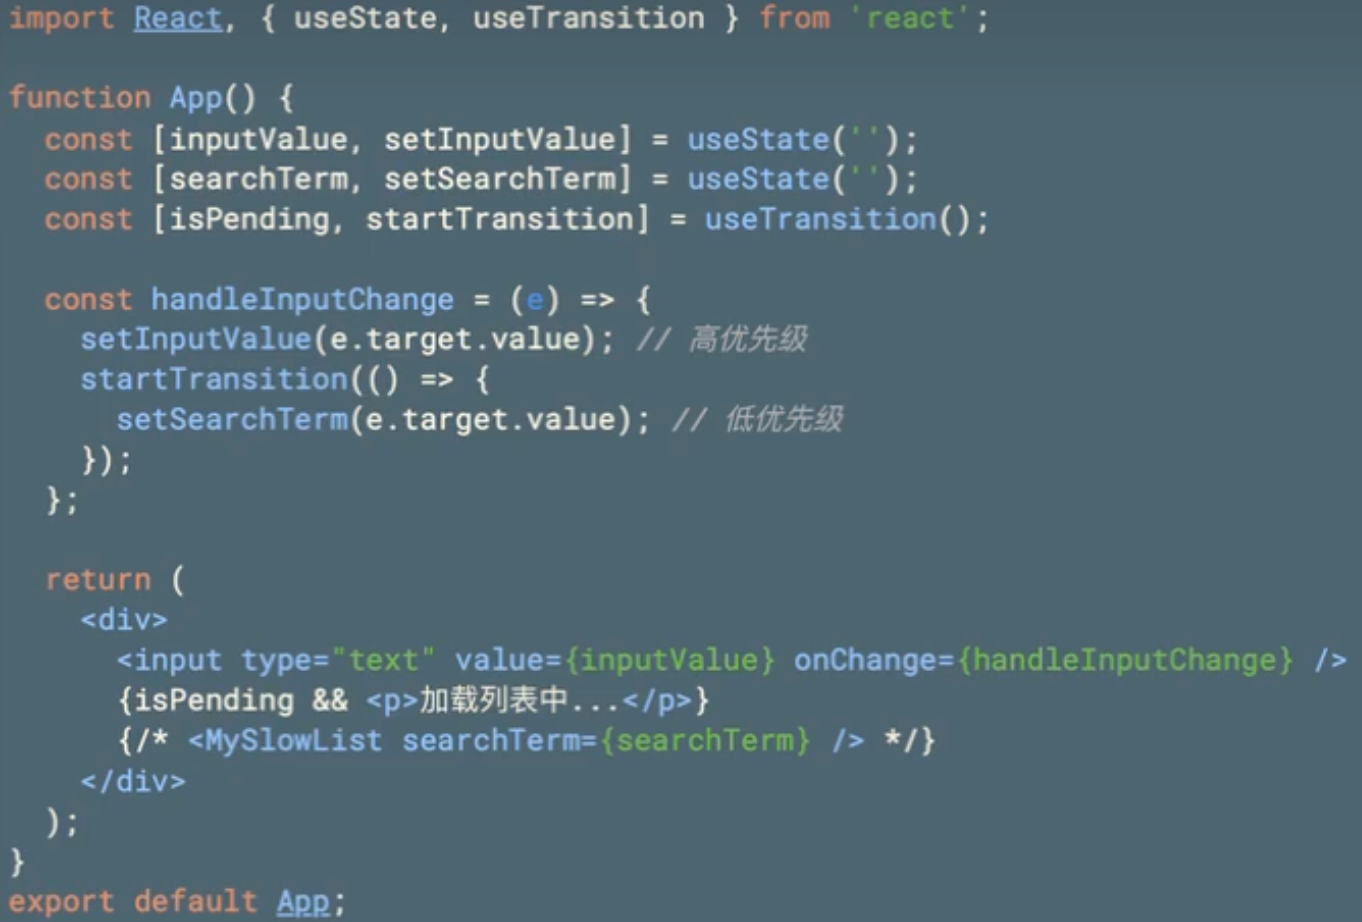 import React, { useState, useTransition } from 'react';
function App() {
const [inputValue, setInputValue] = useState('');
const [searchTerm, setSearchTerm] = useState('');
const [isPending, startTransition] = useTransition();
const handleInputChange = (e) => {
setInputValue(e.target.value); // 高优先级
startTransition(() => {
setSearchTerm(e.target.value); // 低优先级
});
};
return (
<div>
<input type="text" value={inputValue} onChange={handleInputChange} />
{isPending && <p>加载列表中...</p>}
{/* <MySlowList searchTerm={searchTerm} /> */}
</div>
);
}
export default App;